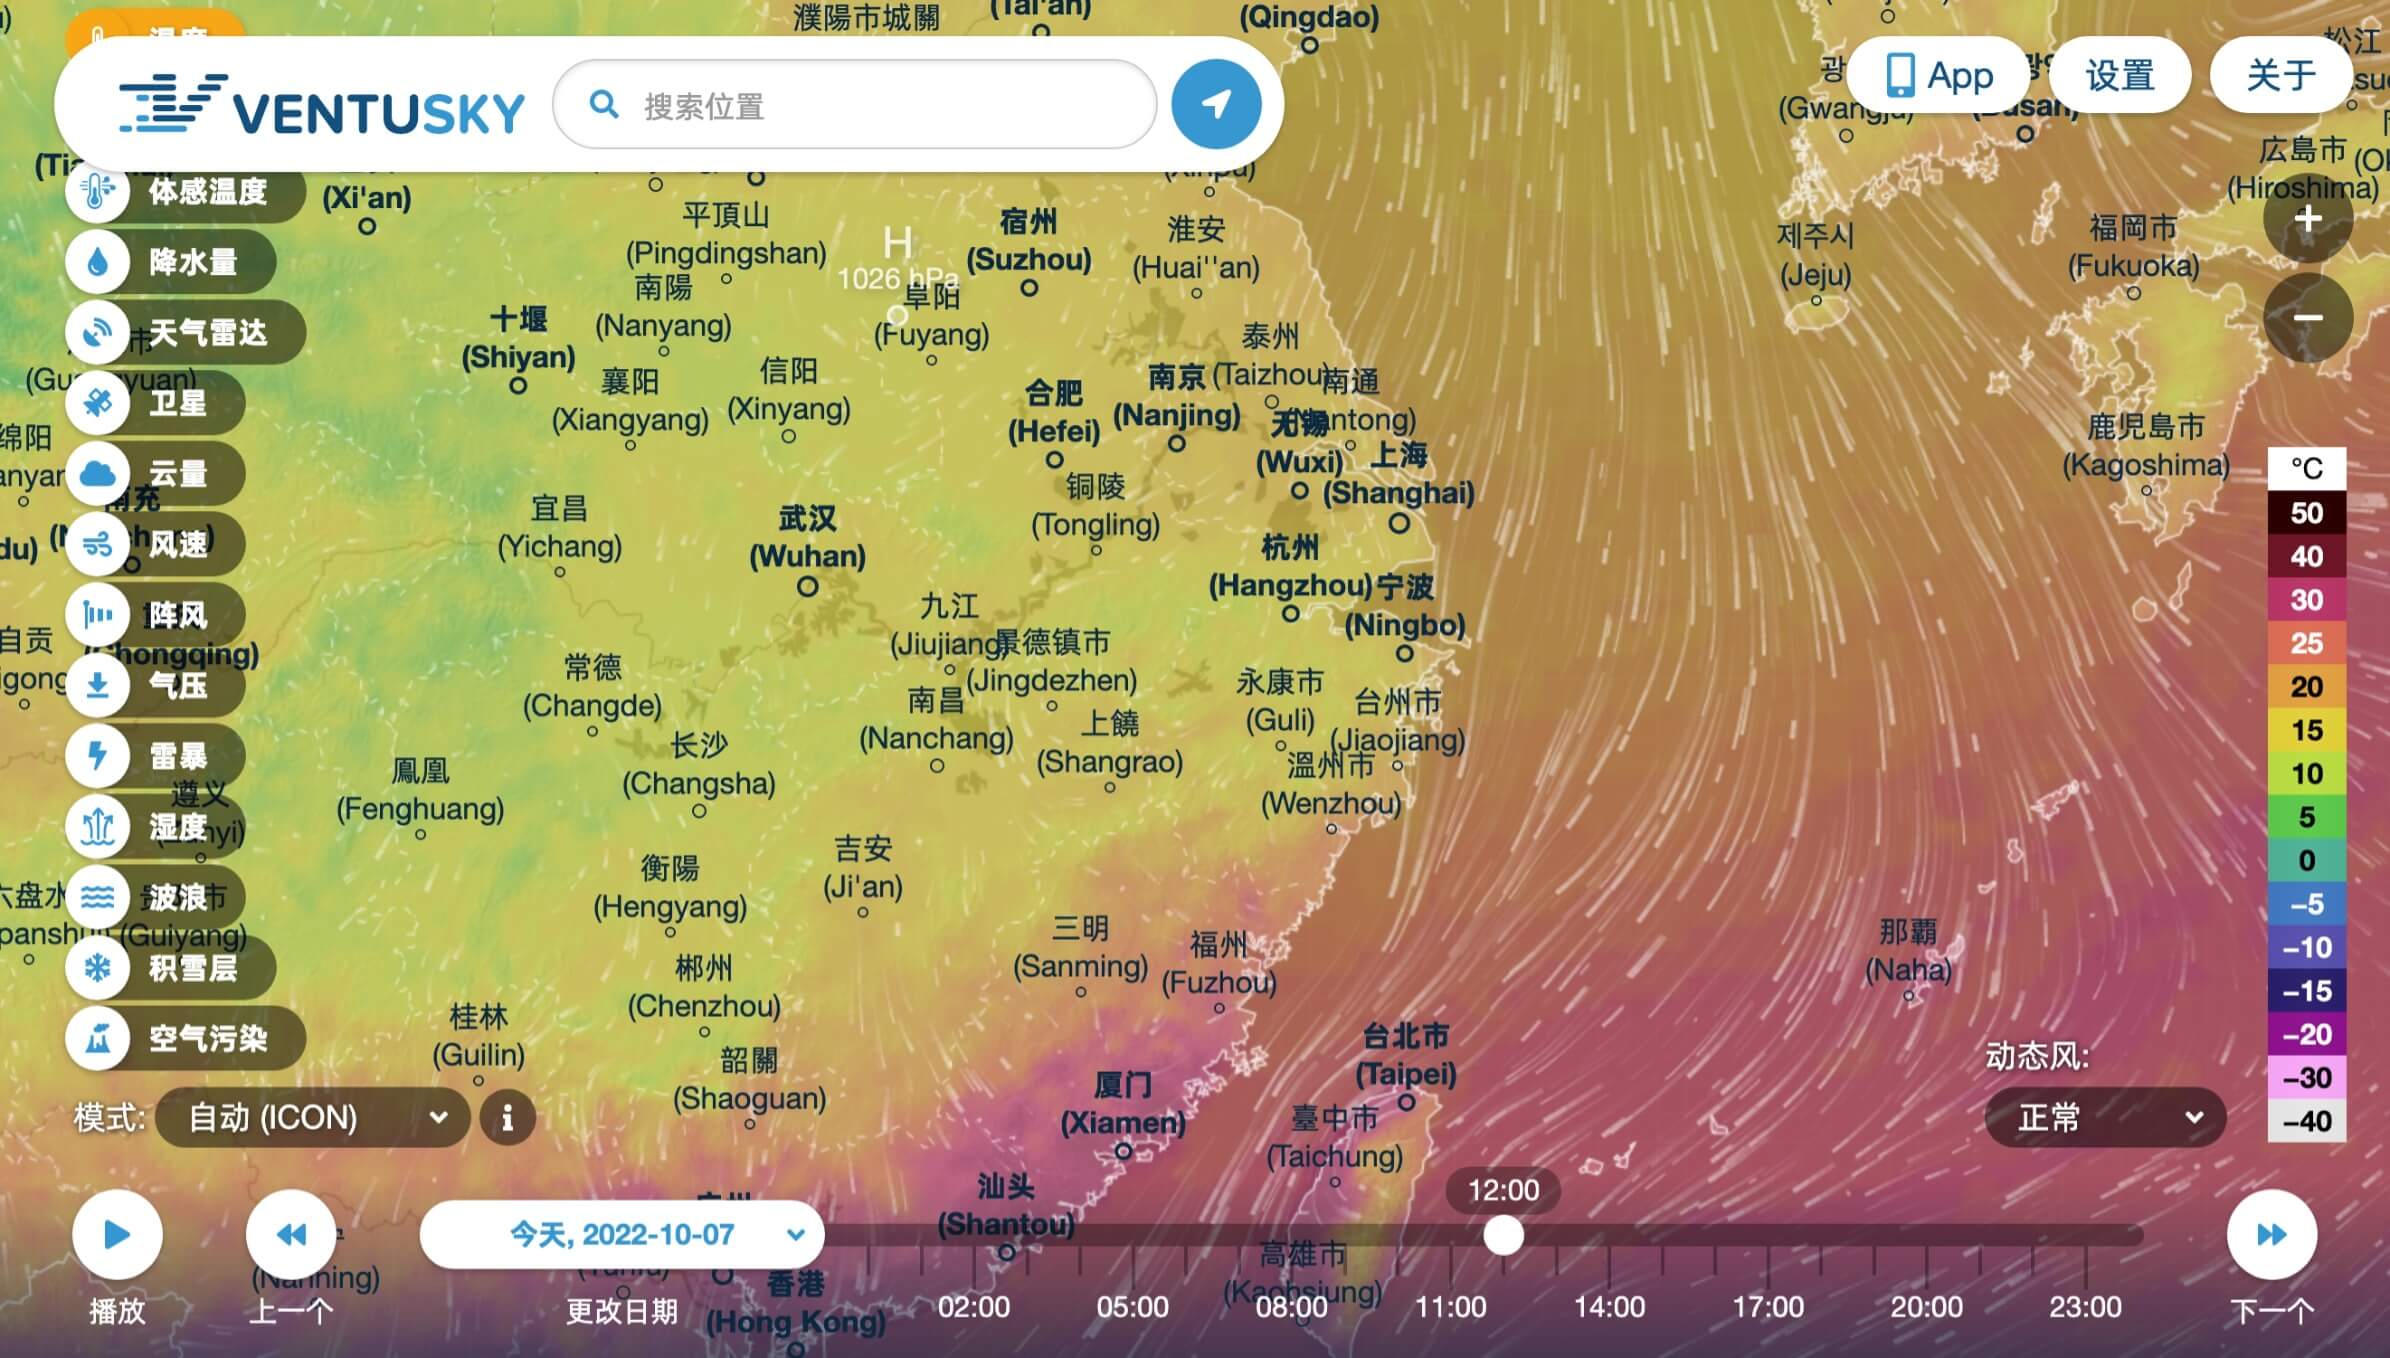 濮陽市城關
(Tai'an)
(Qingdao)
松江
温度
VENTUSKY
搜索位置
App
设置
关于
(Gwangju)
(Busan)
広島市
(Hiroshima)
体感温度
(Xi'an)
平頂山
(Pingdingshan)
H
1026 hPa
宿州
(Suzhou)
淮安
(Huai''an)
제주시
(Jeju)
福岡市
(Fukuoka)
+
−
降水量
南陽
(Nanyang)
阜阳
(Fuyang)
十堰
(Shiyan)
天气雷达
泰州
(Taizhou)
襄阳
(Xiangyang)
信阳
(Xinyang)
合肥
(Hefei)
南京
(Nanjing)
南通
(Nantong)
无锡
(Wuxi)
上海
(Shanghai)
卫星
鹿児島市
(Kagoshima)
绵阳
云量
南充
铜陵
(Tongling)
宜昌
(Yichang)
武汉
(Wuhan)
杭州
(Hangzhou)
宁波
(Ningbo)
风速
阵风
九江
(Jiujiang)
景德镇市
(Jingdezhen)
自贡
(Chongqing)
气压
常德
(Changde)
南昌
(Nanchang)
永康市
(Guli)
台州市
(Jiaojiang)
长沙
(Changsha)
上饒
(Shangrao)
溫州市
(Wenzhou)
雷暴
鳳凰
(Fenghuang)
遵义
湿度
吉安
(Ji'an)
衡陽
(Hengyang)
波浪
(Guiyang)
三明
(Sanming)
福州
(Fuzhou)
那覇
(Naha)
积雪层
郴州
(Chenzhou)
空气污染
桂林
(Guilin)
韶關
(Shaoguan)
台北市
(Taipei)
厦门
(Xiamen)
臺中市
(Taichung)
°C
50
40
30
25
20
15
10
5
0
−5
−10
−15
−20
−30
−40
动态风:
正常
模式:
自动 (ICON)
i
汕头
(Shantou)
12:00
今天, 2022-10-07
高雄市
(Kaohsiung)
(Nanning)
香港
(Hong Kong)
播放
上一个
更改日期
02:00
05:00
08:00
11:00
14:00
17:00
20:00
23:00
下一个